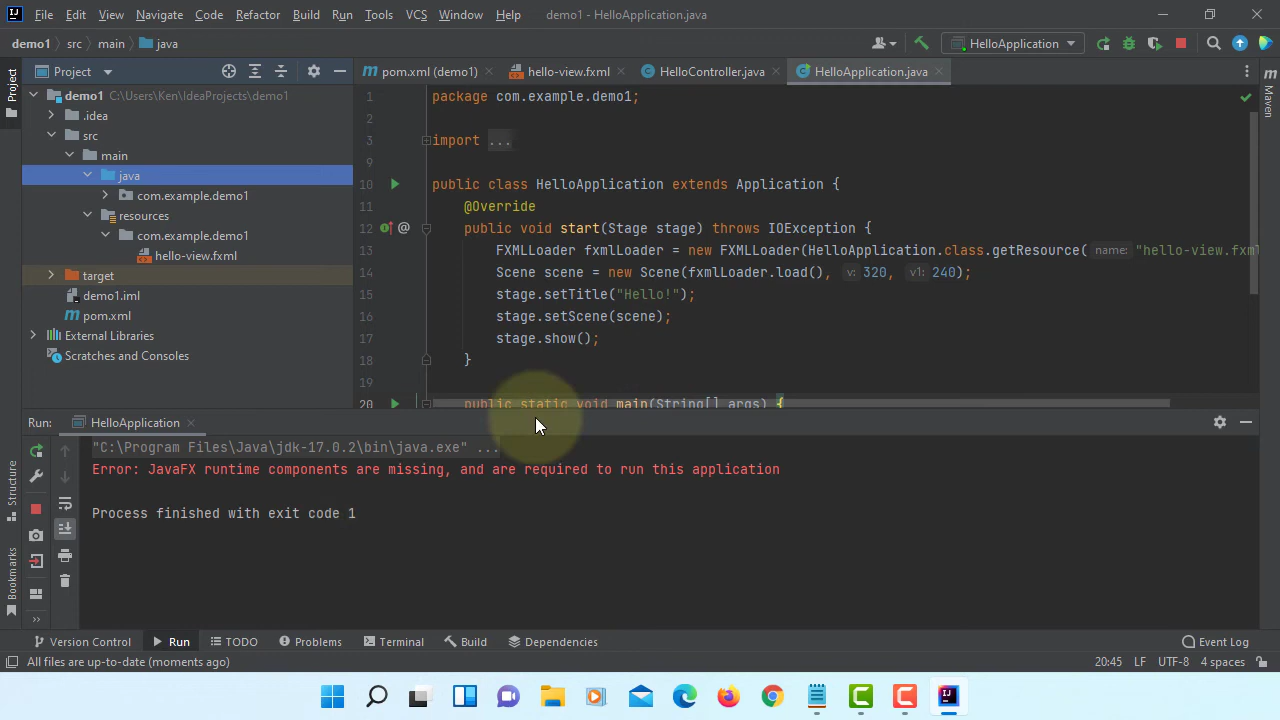 File Edit View Navigate Code Refactor Build Run Tools VCS Window Help demo1 - HelloApplication.java
demo1 src main java HelloApplication
Project
pom.xml (demo1) hello-view.fxml HelloController.java HelloApplication.java
Project
Maven
demo1 C:\Users\Ken\IdeaProjects\demo1
.idea
src
main
java
com.example.demo1
resources
com.example.demo1
hello-view.fxml
target
demo1.iml
pom.xml
External Libraries
Scratches and Consoles
1 package com.example.demo1;
2
3 import ...
9
10 public class HelloApplication extends Application {
11 @Override
12 public void start(Stage stage) throws IOException {
13 FXMLLoader fxmlLoader = new FXMLLoader(HelloApplication.class.getResource( name: "hello-view.fxml
14 Scene scene = new Scene(fxmlLoader.load(), v: 320, v1: 240);
15 stage.setTitle("Hello!");
16 stage.setScene(scene);
17 stage.show();
18 }
19
20 public static void main(String[] args) {
Run: HelloApplication
"C:\Program Files\Java\jdk-17.0.2\bin\java.exe" ...
Error: JavaFX runtime components are missing, and are required to run this application
Process finished with exit code 1
Structure
Bookmarks
Version Control Run TODO Problems Terminal Build Dependencies Event Log
All files are up-to-date (moments ago) 20:45 LF UTF-8 4 spaces